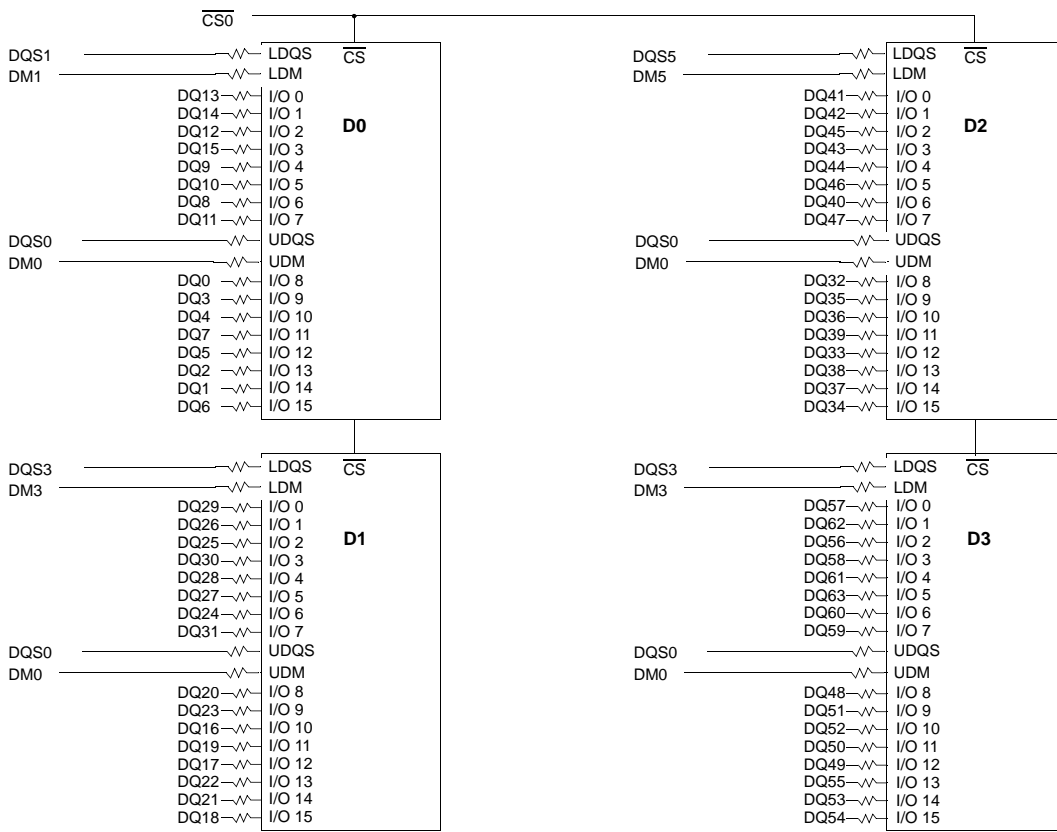 CS0
DQS1 LDQS CS
DM1 LDM
DQ13 I/O 0
DQ14 I/O 1
D0
DQ12 I/O 2
DQ15 I/O 3
DQ9 I/O 4
DQ10 I/O 5
DQ8 I/O 6
DQ11 I/O 7
DQS0 UDQS
DM0 UDM
DQ0 I/O 8
DQ3 I/O 9
DQ4 I/O 10
DQ7 I/O 11
DQ5 I/O 12
DQ2 I/O 13
DQ1 I/O 14
DQ6 I/O 15
DQS5 LDQS CS
DM5 LDM
DQ41 I/O 0
DQ42 I/O 1
D2
DQ45 I/O 2
DQ43 I/O 3
DQ44 I/O 4
DQ46 I/O 5
DQ40 I/O 6
DQ47 I/O 7
DQS0 UDQS
DM0 UDM
DQ32 I/O 8
DQ35 I/O 9
DQ36 I/O 10
DQ39 I/O 11
DQ33 I/O 12
DQ38 I/O 13
DQ37 I/O 14
DQ34 I/O 15
DQS3 LDQS CS
DM3 LDM
DQ29 I/O 0
DQ26 I/O 1
DQ25 I/O 2 D1
DQ30 I/O 3
DQ28 I/O 4
DQ27 I/O 5
DQ24 I/O 6
DQ31 I/O 7
DQS0 UDQS
DM0 UDM
DQ20 I/O 8
DQ23 I/O 9
DQ16 I/O 10
DQ19 I/O 11
DQ17 I/O 12
DQ22 I/O 13
DQ21 I/O 14
DQ18 I/O 15
DQS3 LDQS CS
DM3 LDM
DQ57 I/O 0
DQ62 I/O 1
DQ56 I/O 2 D3
DQ58 I/O 3
DQ61 I/O 4
DQ63 I/O 5
DQ60 I/O 6
DQ59 I/O 7
DQS0 UDQS
DM0 UDM
DQ48 I/O 8
DQ51 I/O 9
DQ52 I/O 10
DQ50 I/O 11
DQ49 I/O 12
DQ55 I/O 13
DQ53 I/O 14
DQ54 I/O 15